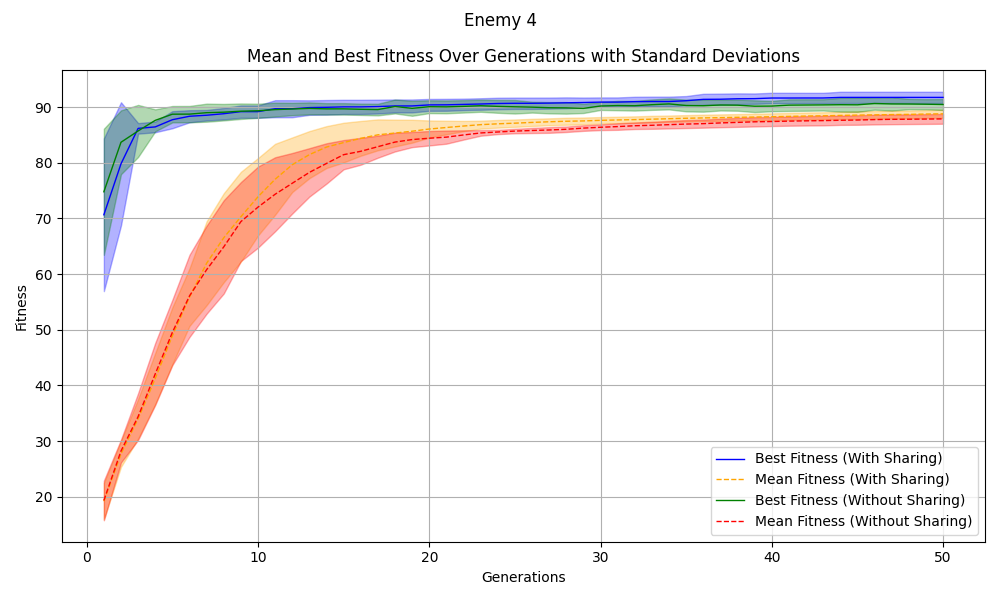 Enemy 4
Mean and Best Fitness Over Generations with Standard Deviations
Fitness
90
80
70
60
50
40
30
20
0
10
20
30
40
50
Generations
Best Fitness (With Sharing)
Mean Fitness (With Sharing)
Best Fitness (Without Sharing)
Mean Fitness (Without Sharing)